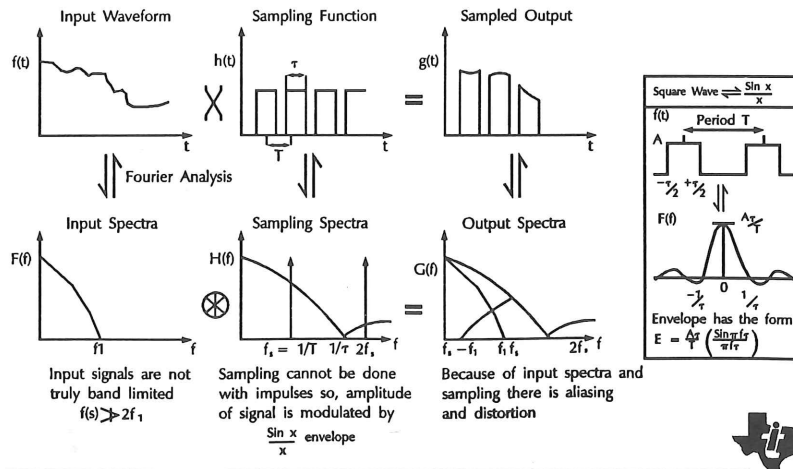 Input Waveform
Sampling Function
Sampled Output
f(t)
t
h(t)
τ
T
t
=
g(t)
t
Fourier Analysis
Input Spectra
Sampling Spectra
Output Spectra
F(f)
f1
f
H(f)
fs = 1/T 1/τ 2fs f
=
G(f)
fs -f1 f1 fs 2fs f
Input signals are not
truly band limited
f(s) ≯ 2f1
Sampling cannot be done
with impulses so, amplitude
of signal is modulated by
Sin x
x envelope
Because of input spectra and
sampling there is aliasing
and distortion
Square Wave ⇌ Sin x
x
f(t)
Period T
A
-τ/2 +τ/2
F(f)
Aτ/T
-1/τ 0 1/τ
Envelope has the form
E = Aτ/T (Sin πfτ / πfτ)